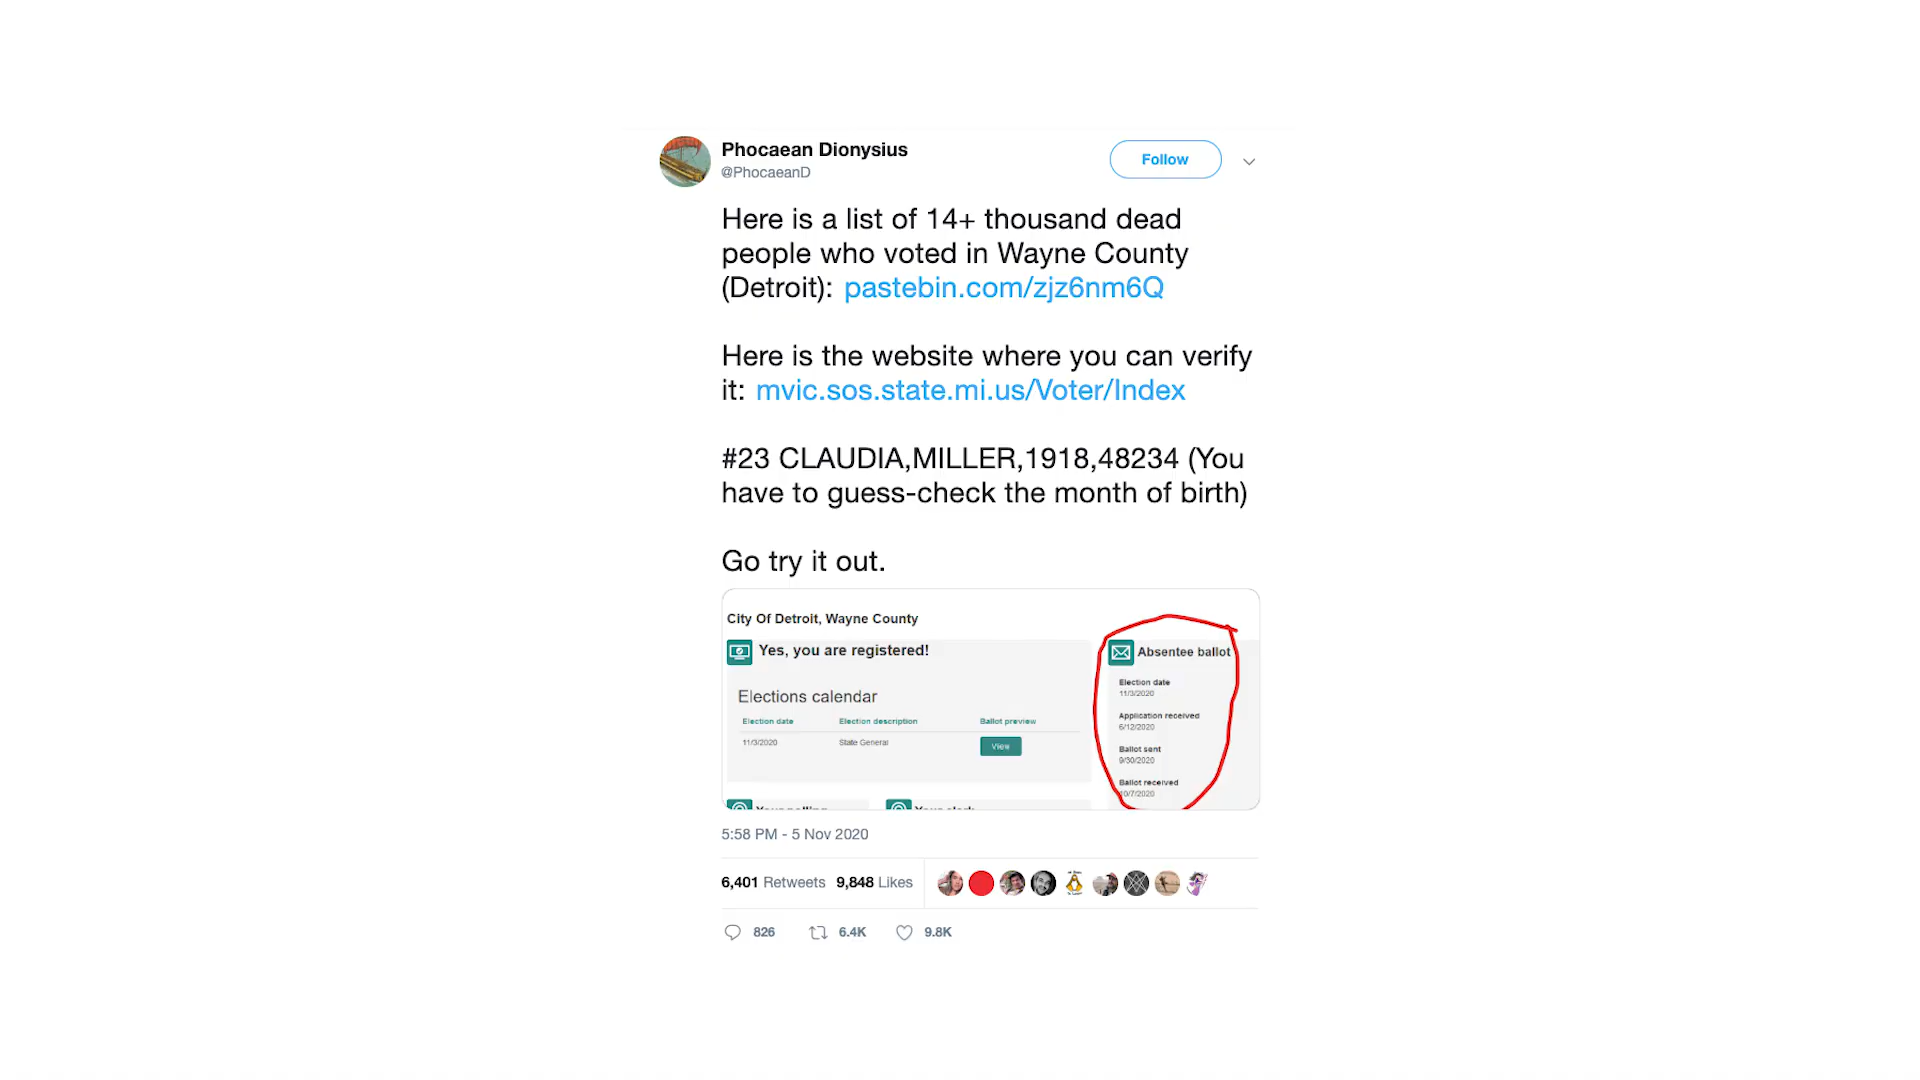 Phocaean Dionysius
@PhocaeanD
Follow
Here is a list of 14+ thousand dead
people who voted in Wayne County
(Detroit): pastebin.com/zjz6nm6Q
Here is the website where you can verify
it: mvic.sos.state.mi.us/Voter/Index
#23 CLAUDIA,MILLER,1918,48234 (You
have to guess-check the month of birth)
Go try it out.
City Of Detroit, Wayne County
Yes, you are registered!
Elections calendar
Election date Election description Ballot preview
11/3/2020 State General View
Absentee ballot
Election date
11/3/2020
Application received
6/12/2020
Ballot sent
9/30/2020
Ballot received
10/7/2020
5:58 PM - 5 Nov 2020
6,401 Retweets 9,848 Likes
826 6.4K 9.8K